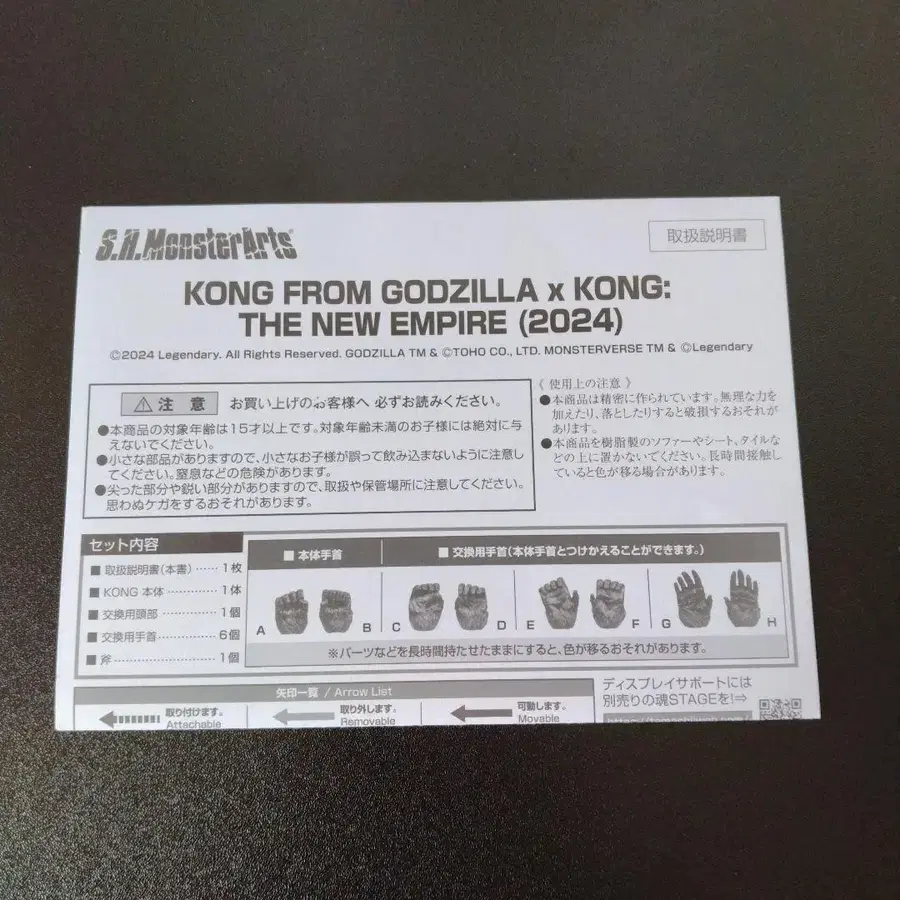 S.H.MonsterArts
取扱説明書
KONG FROM GODZILLA x KONG:
THE NEW EMPIRE (2024)
©2024 Legendary. All Rights Reserved. GODZILLA TM & ©TOHO CO., LTD. MONSTERVERSE TM & ©Legendary
⚠注 意 お買い上げのお客様へ 必ずお読みください。
●本商品の対象年齢は15才以上です。対象年齢未満のお子様には絶対に与
えないでください。
●小さな部品がありますので、小さなお子様が誤って飲み込まないように注意し
てください。窒息などの危険があります。
●尖った部分や鋭い部分がありますので、取扱や保管場所に注意してください。
思わぬケガをするおそれがあります。
《 使用上の注意 》
●本商品は精密に作られています。無理な力を
加えたり、落としたりすると破損するおそれが
あります。
●本商品を樹脂製のソファーやシート、タイルな
どの上に置かないでください。長時間接触し
ていると色が移る場合があります。
セット内容
■ 取扱説明書(本書) …… 1枚
■ KONG 本体 …… 1体
■ 交換用頭部 …… 1個
■ 交換用手首 …… 6個
■ 斧 …… 1個
■ 本体手首
■ 交換用手首(本体手首とつけかえることができます。)
A B C D E F G H
※パーツなどを長時間持たせたままにすると、色が移るおそれがあります。
矢印一覧 / Arrow List
取り付けます。
Attachable
取り外します。
Removable
可動します。
Movable
ディスプレイサポートには
別売りの魂STAGEを!⇒